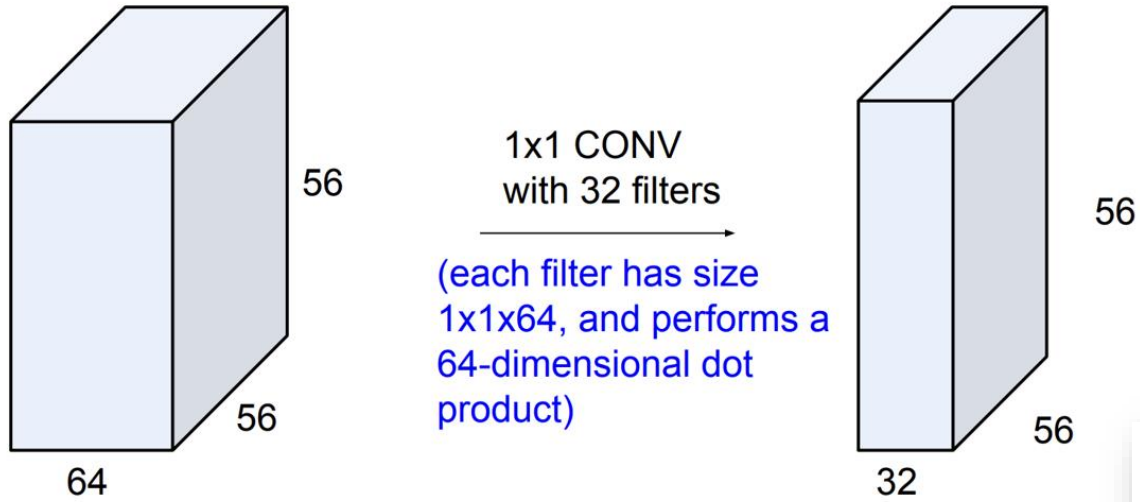 56
56
64
1x1 CONV
with 32 filters
(each filter has size
1x1x64, and performs a
64-dimensional dot
product)
56
56
32